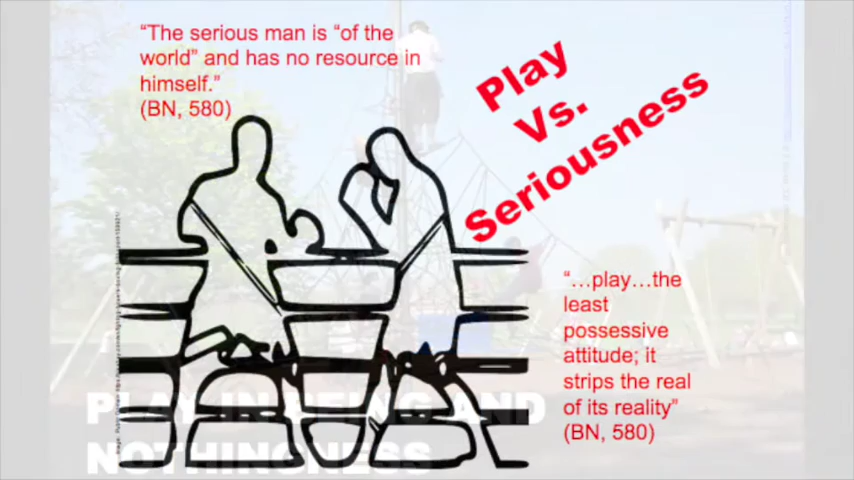 “The serious man is “of the
world” and has no resource in
himself.”
(BN, 580)
Play
Vs.
Seriousness
“…play…the
least
possessive
attitude; it
strips the real
of its reality”
(BN, 580)
PLAY IN BEING AND
NOTHINGNESS